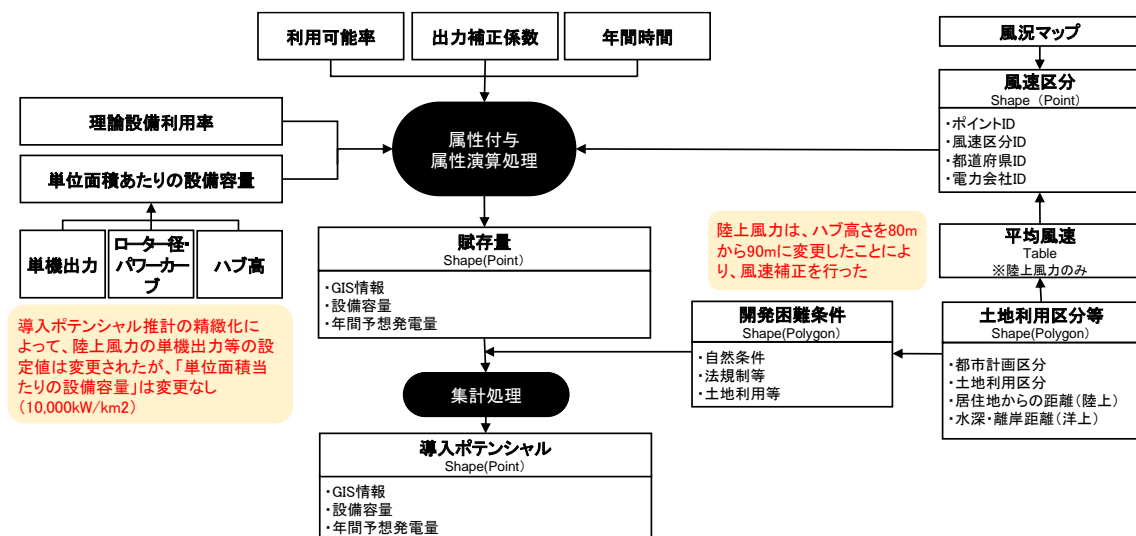 利用可能率
出力補正係数
年間時間
風況マップ
風速区分
Shape (Point)
・ポイントID
・風速区分ID
・都道府県ID
・電力会社ID
理論設備利用率
単位面積あたりの設備容量
属性付与
属性演算処理
単機出力
ローター径・
パワーカー
ブ
ハブ高
賦存量
Shape(Point)
・GIS情報
・設備容量
・年間予想発電量
陸上風力は、ハブ高さを80m
から90mに変更したことによ
り、風速補正を行った
平均風速
Table
※陸上風力のみ
導入ポテンシャル推計の精緻化に
よって、陸上風力の単機出力等の設
定値は変更されたが、「単位面積当
たりの設備容量」は変更なし
(10,000kW/km2)
開発困難条件
Shape(Polygon)
・自然条件
・法規制等
・土地利用等
土地利用区分等
Shape(Polygon)
・都市計画区分
・土地利用区分
・居住地からの距離(陸上)
・水深・離岸距離(洋上)
集計処理
導入ポテンシャル
Shape(Point)
・GIS情報
・設備容量
・年間予想発電量